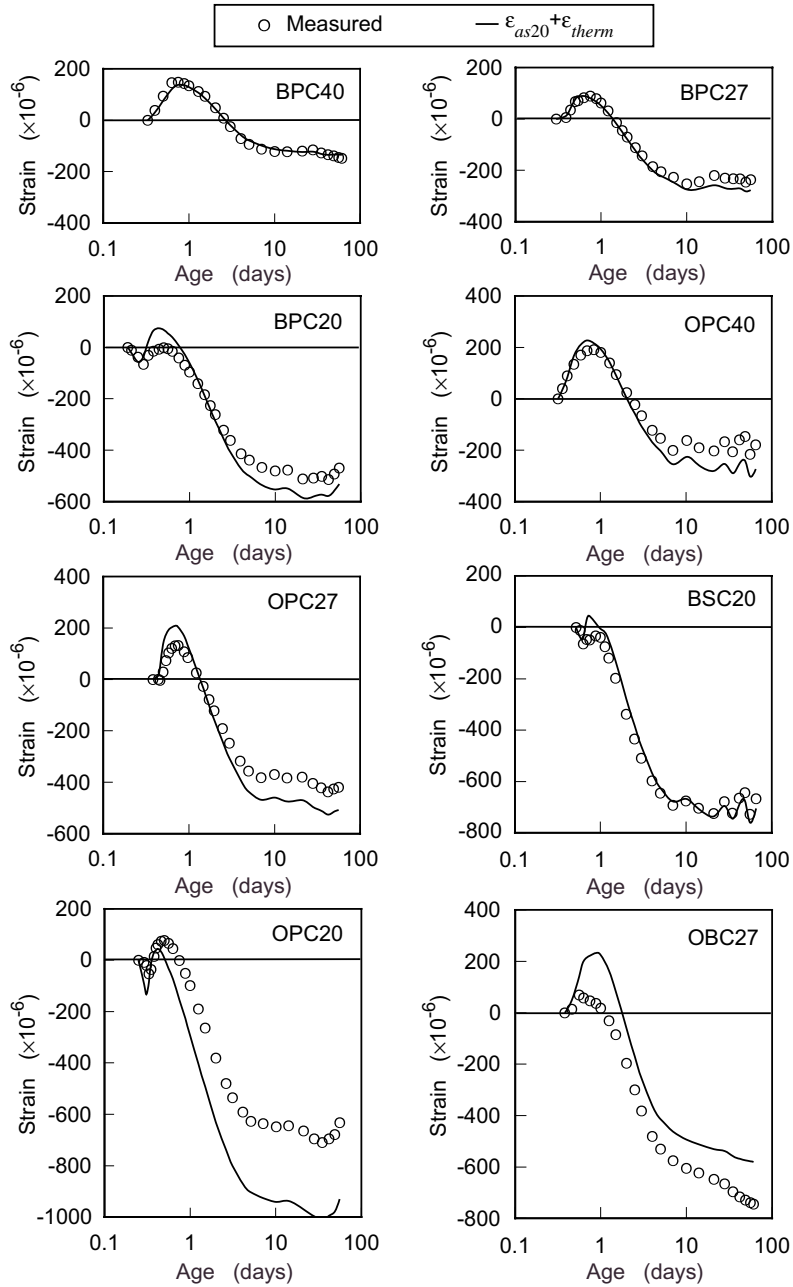 Measured
εas20+εtherm
BPC40
Strain (×10-6)
200
0
-200
-400
0.1
1
10
100
Age (days)
BPC27
Strain (×10-6)
200
0
-200
-400
0.1
1
10
100
Age (days)
BPC20
Strain (×10-6)
200
0
-200
-400
-600
0.1
1
10
100
Age (days)
OPC40
Strain (×10-6)
400
200
0
-200
-400
0.1
1
10
100
Age (days)
OPC27
Strain (×10-6)
400
200
0
-200
-400
-600
0.1
1
10
100
Age (days)
BSC20
Strain (×10-6)
200
0
-200
-400
-600
-800
0.1
1
10
100
Age (days)
OPC20
Strain (×10-6)
200
0
-200
-400
-600
-800
-1000
0.1
1
10
100
Age (days)
OBC27
Strain (×10-6)
400
200
0
-200
-400
-600
-800
0.1
1
10
100
Age (days)